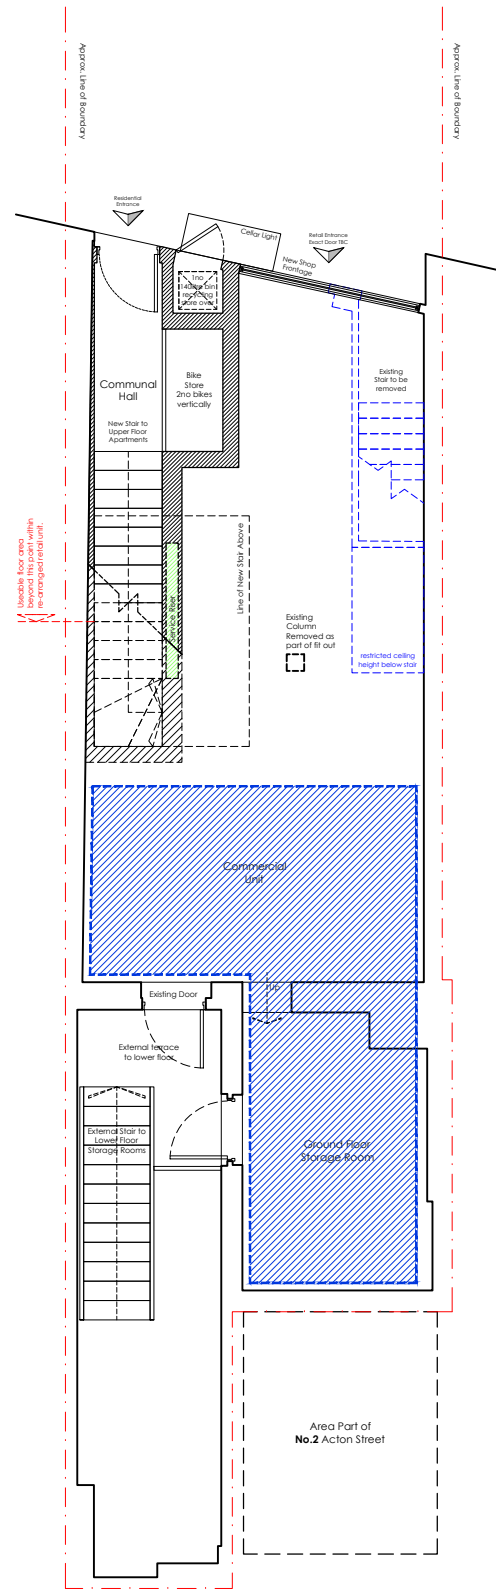 Approx. Line of Boundary
Approx. Line of Boundary
Residential
Entrance
Cellar Light
Retail Entrance
Exact Door TBC
New Shop
Frontage
1no
140litre bin
recycling
store over
Existing
Stair to be
removed
Bike
Store
2no bikes
vertically
Communal
Hall
New Stair to
Upper Floor
Apartments
Useable floor area
beyond this point within
re-arranged retail unit.
Line of New Stair Above
Service Riser
Existing
Column
Removed as
part of fit out
restricted ceiling
height below stair
Commercial
Unit
Up
Existing Door
External terrace
to lower floor
External Stair to
Lower Floor
Storage Rooms
Ground Floor
Storage Room
Area Part of
No.2 Acton Street